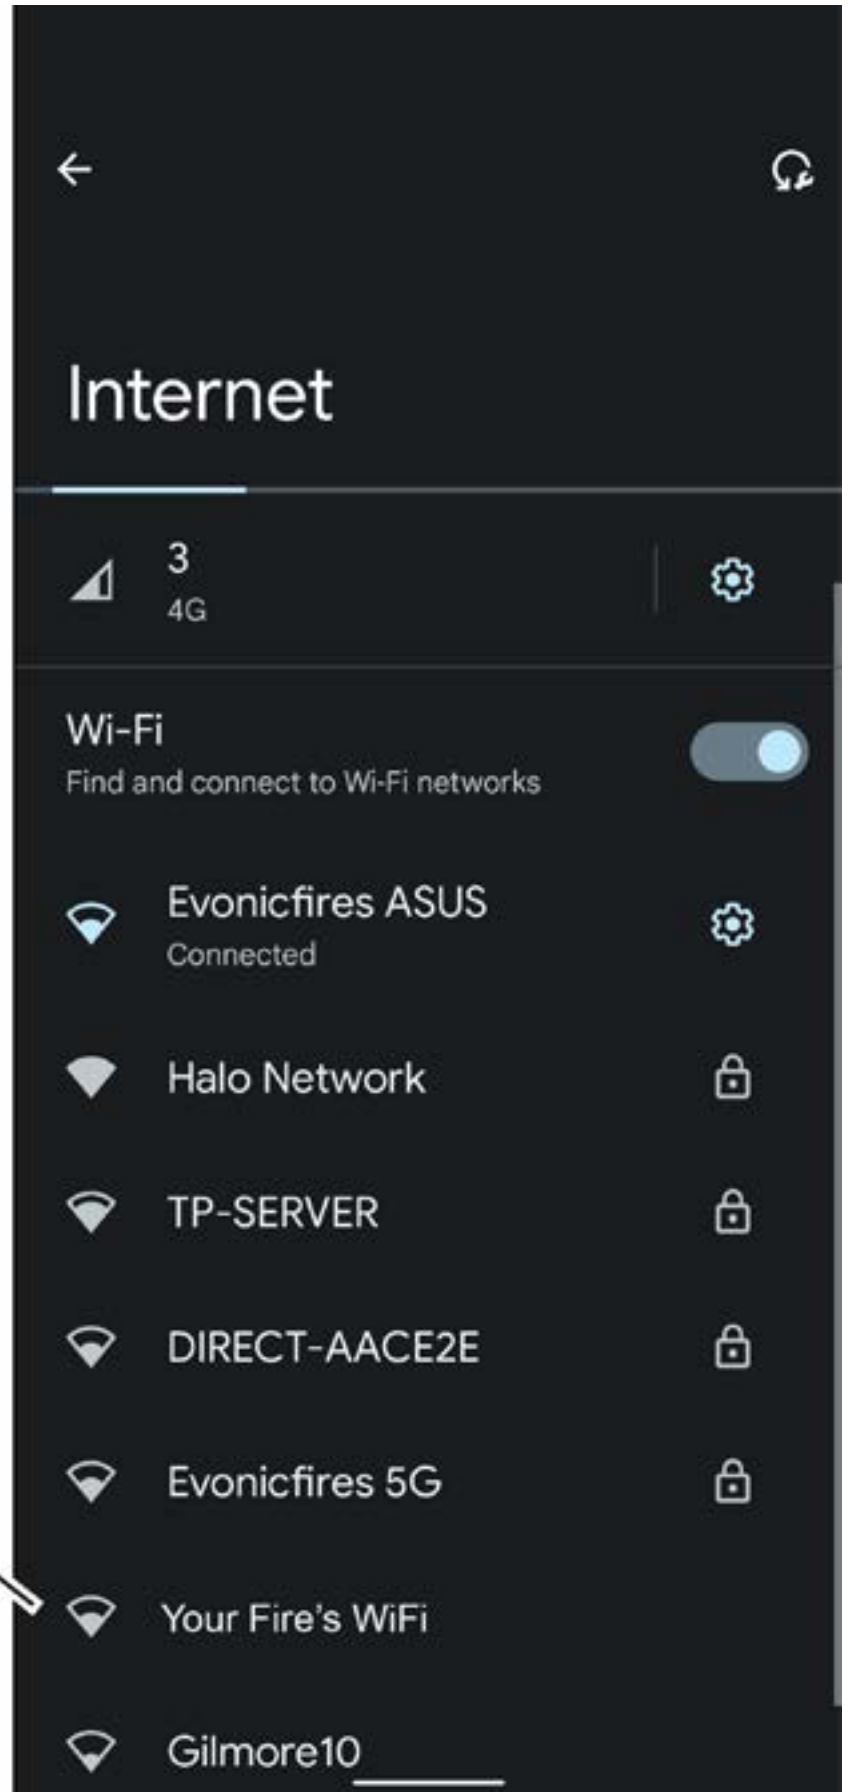 Internet
3
4G
Wi-Fi
Find and connect to Wi-Fi networks
Evonicfires ASUS
Connected
Halo Network
TP-SERVER
DIRECT-AACE2E
Evonicfires 5G
Your Fire's WiFi
Gilmore10